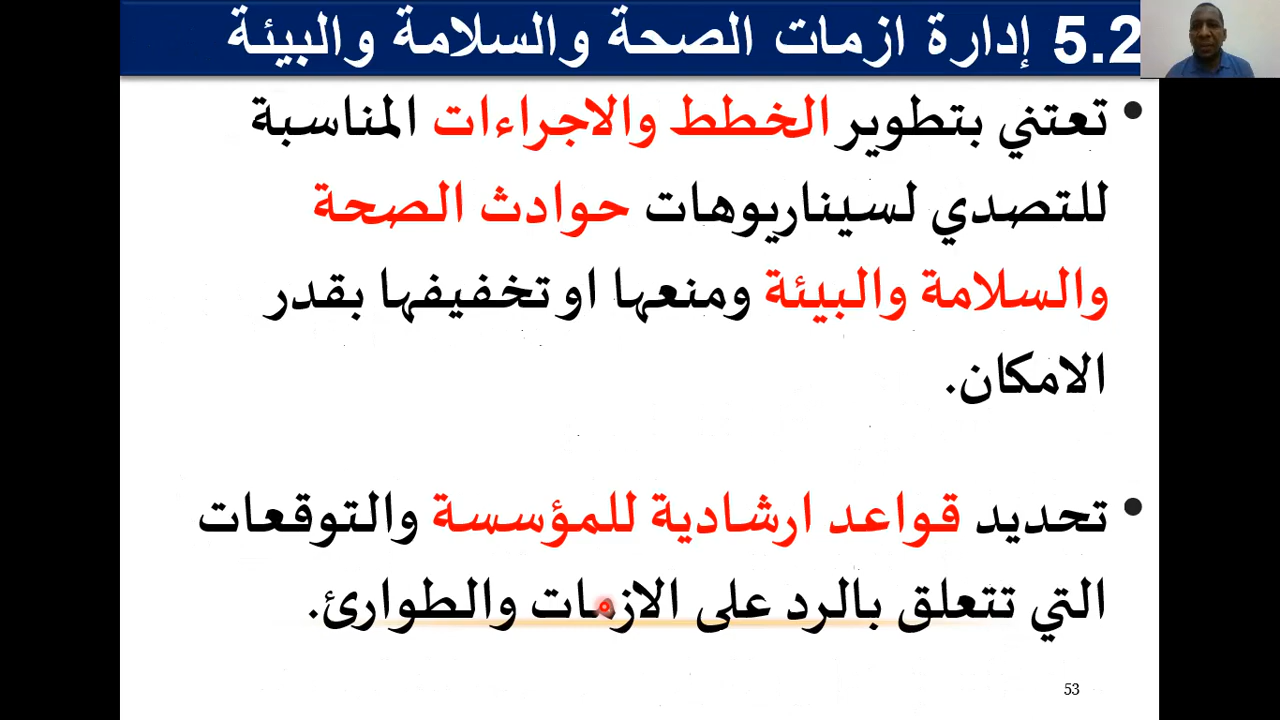 5.2 إدارة ازمات الصحة والسلامة والبيئة
• تعتني بتطوير الخطط والاجراءات المناسبة
للتصدي لسيناريوهات حوادث الصحة
والسلامة والبيئة ومنعها او تخفيفها بقدر
الامكان.
• تحديد قواعد ارشادية للمؤسسة والتوقعات
التي تتعلق بالرد على الازمات والطوارئ.
53